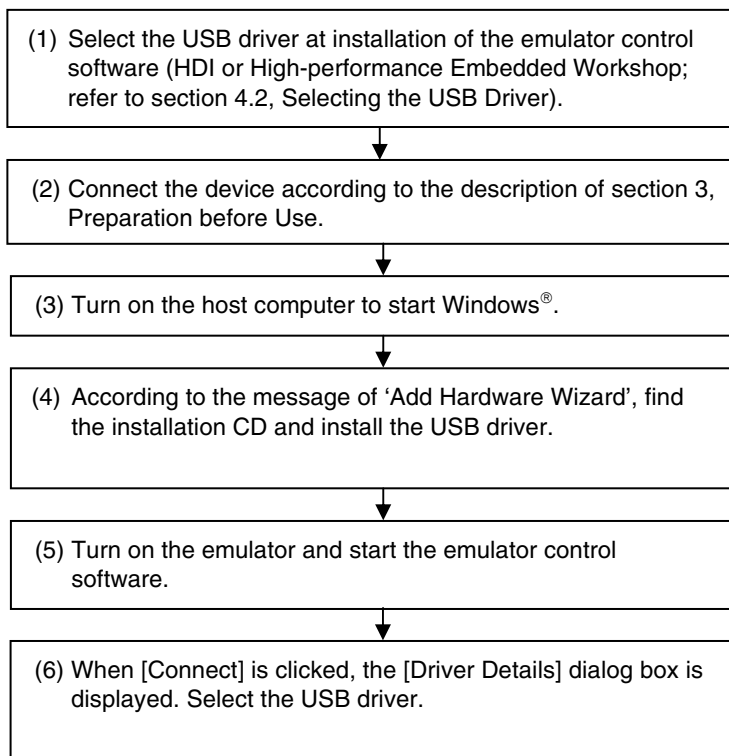 (1) Select the USB driver at installation of the emulator control
software (HDI or High-performance Embedded Workshop;
refer to section 4.2, Selecting the USB Driver).
(2) Connect the device according to the description of section 3,
Preparation before Use.
(3) Turn on the host computer to start Windows®.
(4) According to the message of ‘Add Hardware Wizard’, find
the installation CD and install the USB driver.
(5) Turn on the emulator and start the emulator control
software.
(6) When [Connect] is clicked, the [Driver Details] dialog box is
displayed. Select the USB driver.